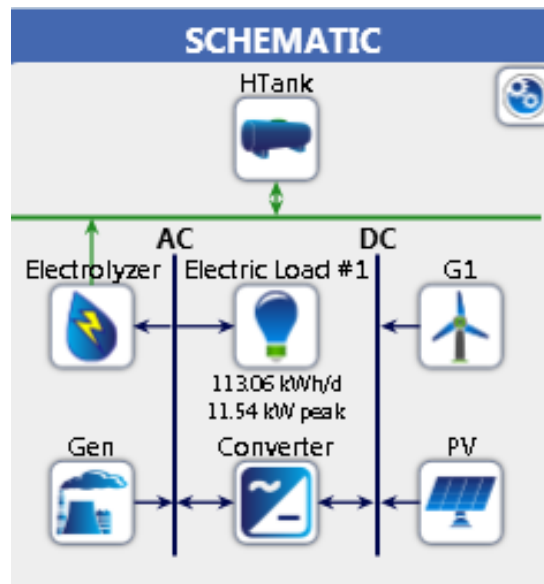 SCHEMATIC
HTank
AC DC
Electrolyzer Electric Load #1 G1
113.06 kWh/d
11.54 kW peak
Gen Converter PV